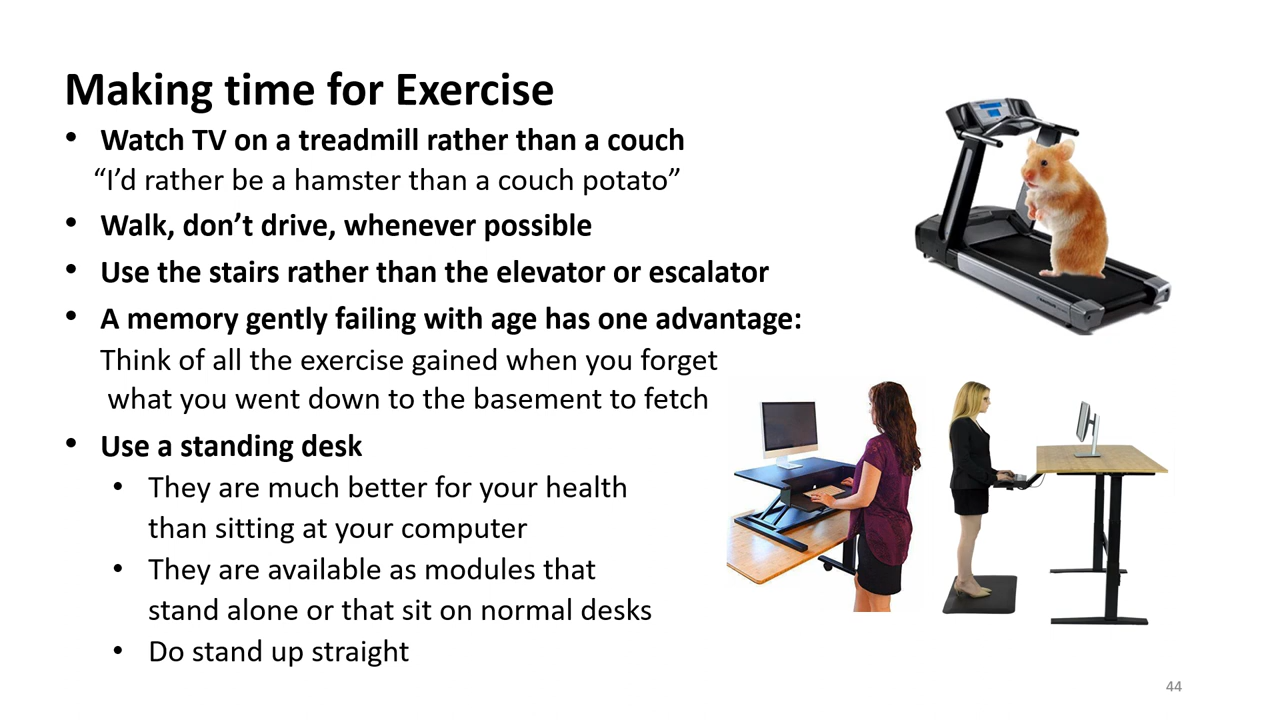 Making time for Exercise
• Watch TV on a treadmill rather than a couch
“I’d rather be a hamster than a couch potato”
• Walk, don’t drive, whenever possible
• Use the stairs rather than the elevator or escalator
• A memory gently failing with age has one advantage:
Think of all the exercise gained when you forget
what you went down to the basement to fetch
• Use a standing desk
• They are much better for your health
than sitting at your computer
• They are available as modules that
stand alone or that sit on normal desks
• Do stand up straight
44